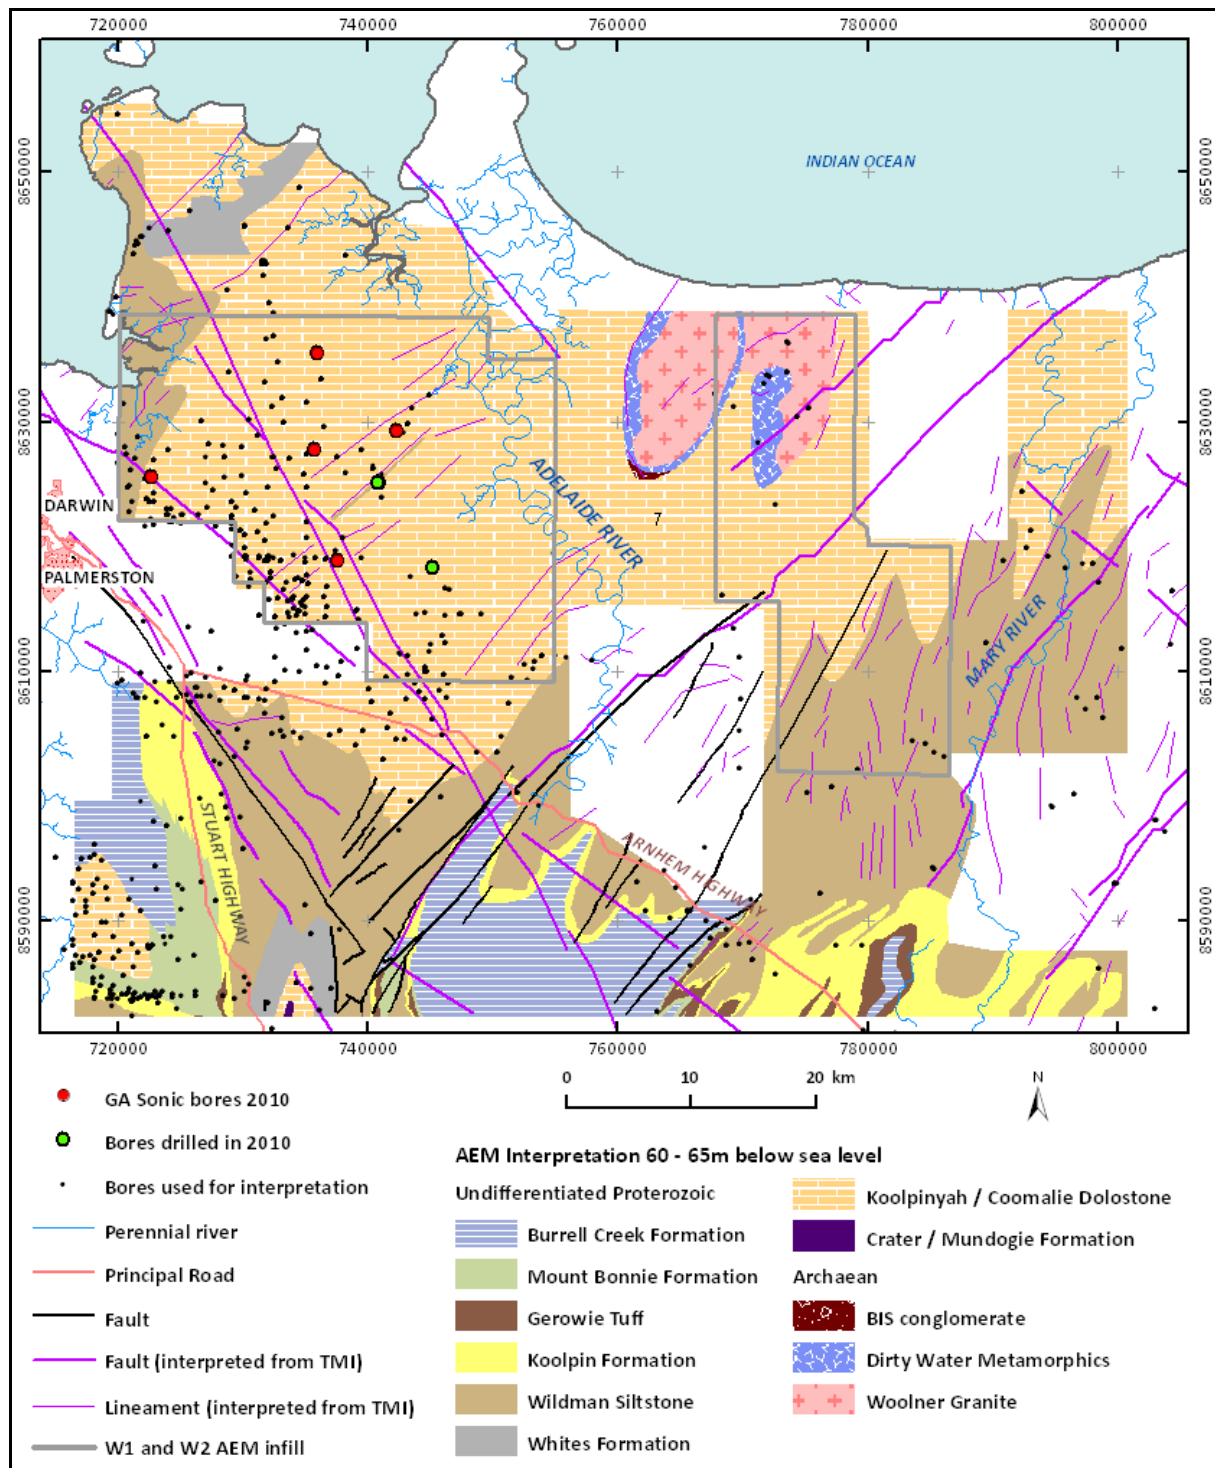 720000 740000 760000 780000 800000
8650000
8650000
INDIAN OCEAN
8630000
8630000
ADELAIDE RIVER
DARWIN
7
PALMERSTON
MARY RIVER
8610000
8610000
STUART HIGHWAY
ARNHEM HIGHWAY
8590000
8590000
720000 740000 760000 780000 800000
0 10 20 km
N
GA Sonic bores 2010
Bores drilled in 2010
Bores used for interpretation
Perennial river
Principal Road
Fault
Fault (interpreted from TMI)
Lineament (interpreted from TMI)
W1 and W2 AEM infill
AEM Interpretation 60 - 65m below sea level
Undifferentiated Proterozoic
Burrell Creek Formation
Mount Bonnie Formation
Gerowie Tuff
Koolpin Formation
Wildman Siltstone
Whites Formation
Koolpinyah / Coomalie Dolostone
Crater / Mundogie Formation
Archaean
BIS conglomerate
Dirty Water Metamorphics
Woolner Granite